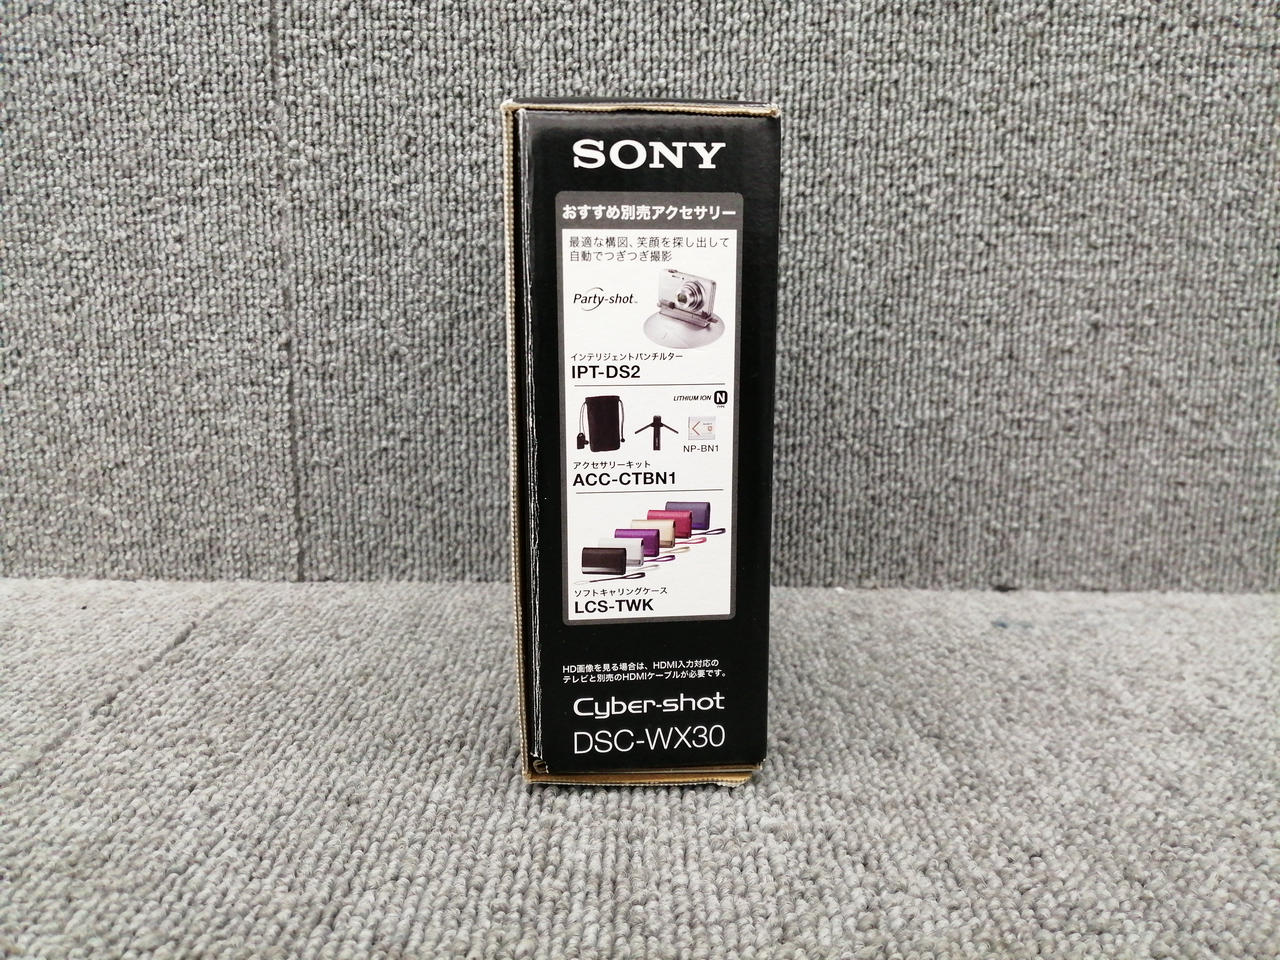 SONY
おすすめ別売アクセサリー
最適な構図、笑顔を探し出して
自動でつぎつぎ撮影
Party-shot™
インテリジェントパンチルター
IPT-DS2
LITHIUM ION N
TYPE
NP-BN1
アクセサリーキット
ACC-CTBN1
ソフトキャリングケース
LCS-TWK
HD画像を見る場合は、HDMI入力対応の
テレビと別売のHDMIケーブルが必要です。
Cyber-shot
DSC-WX30